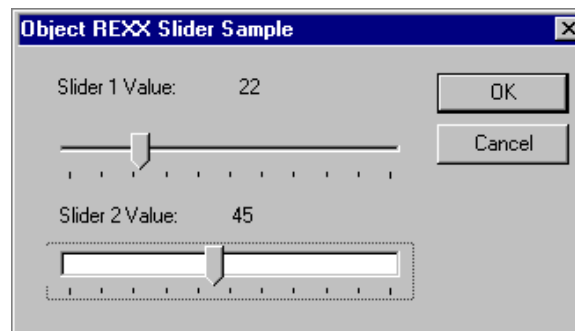 Object REXX Slider Sample
Slider 1 Value: 22
OK
Cancel
Slider 2 Value: 45